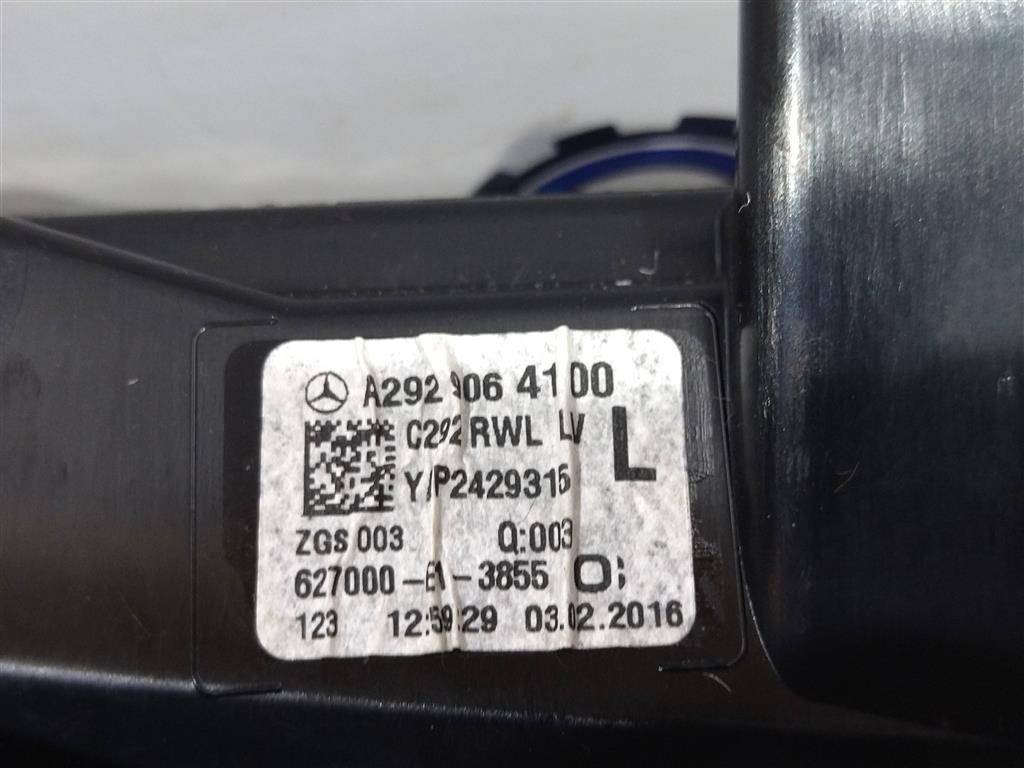 A292 906 4100
C292 RWL LV L
Y/P2429315
ZGS 003 Q:003
627000-E1-3855 O;
123 12:59:29 03.02.2016